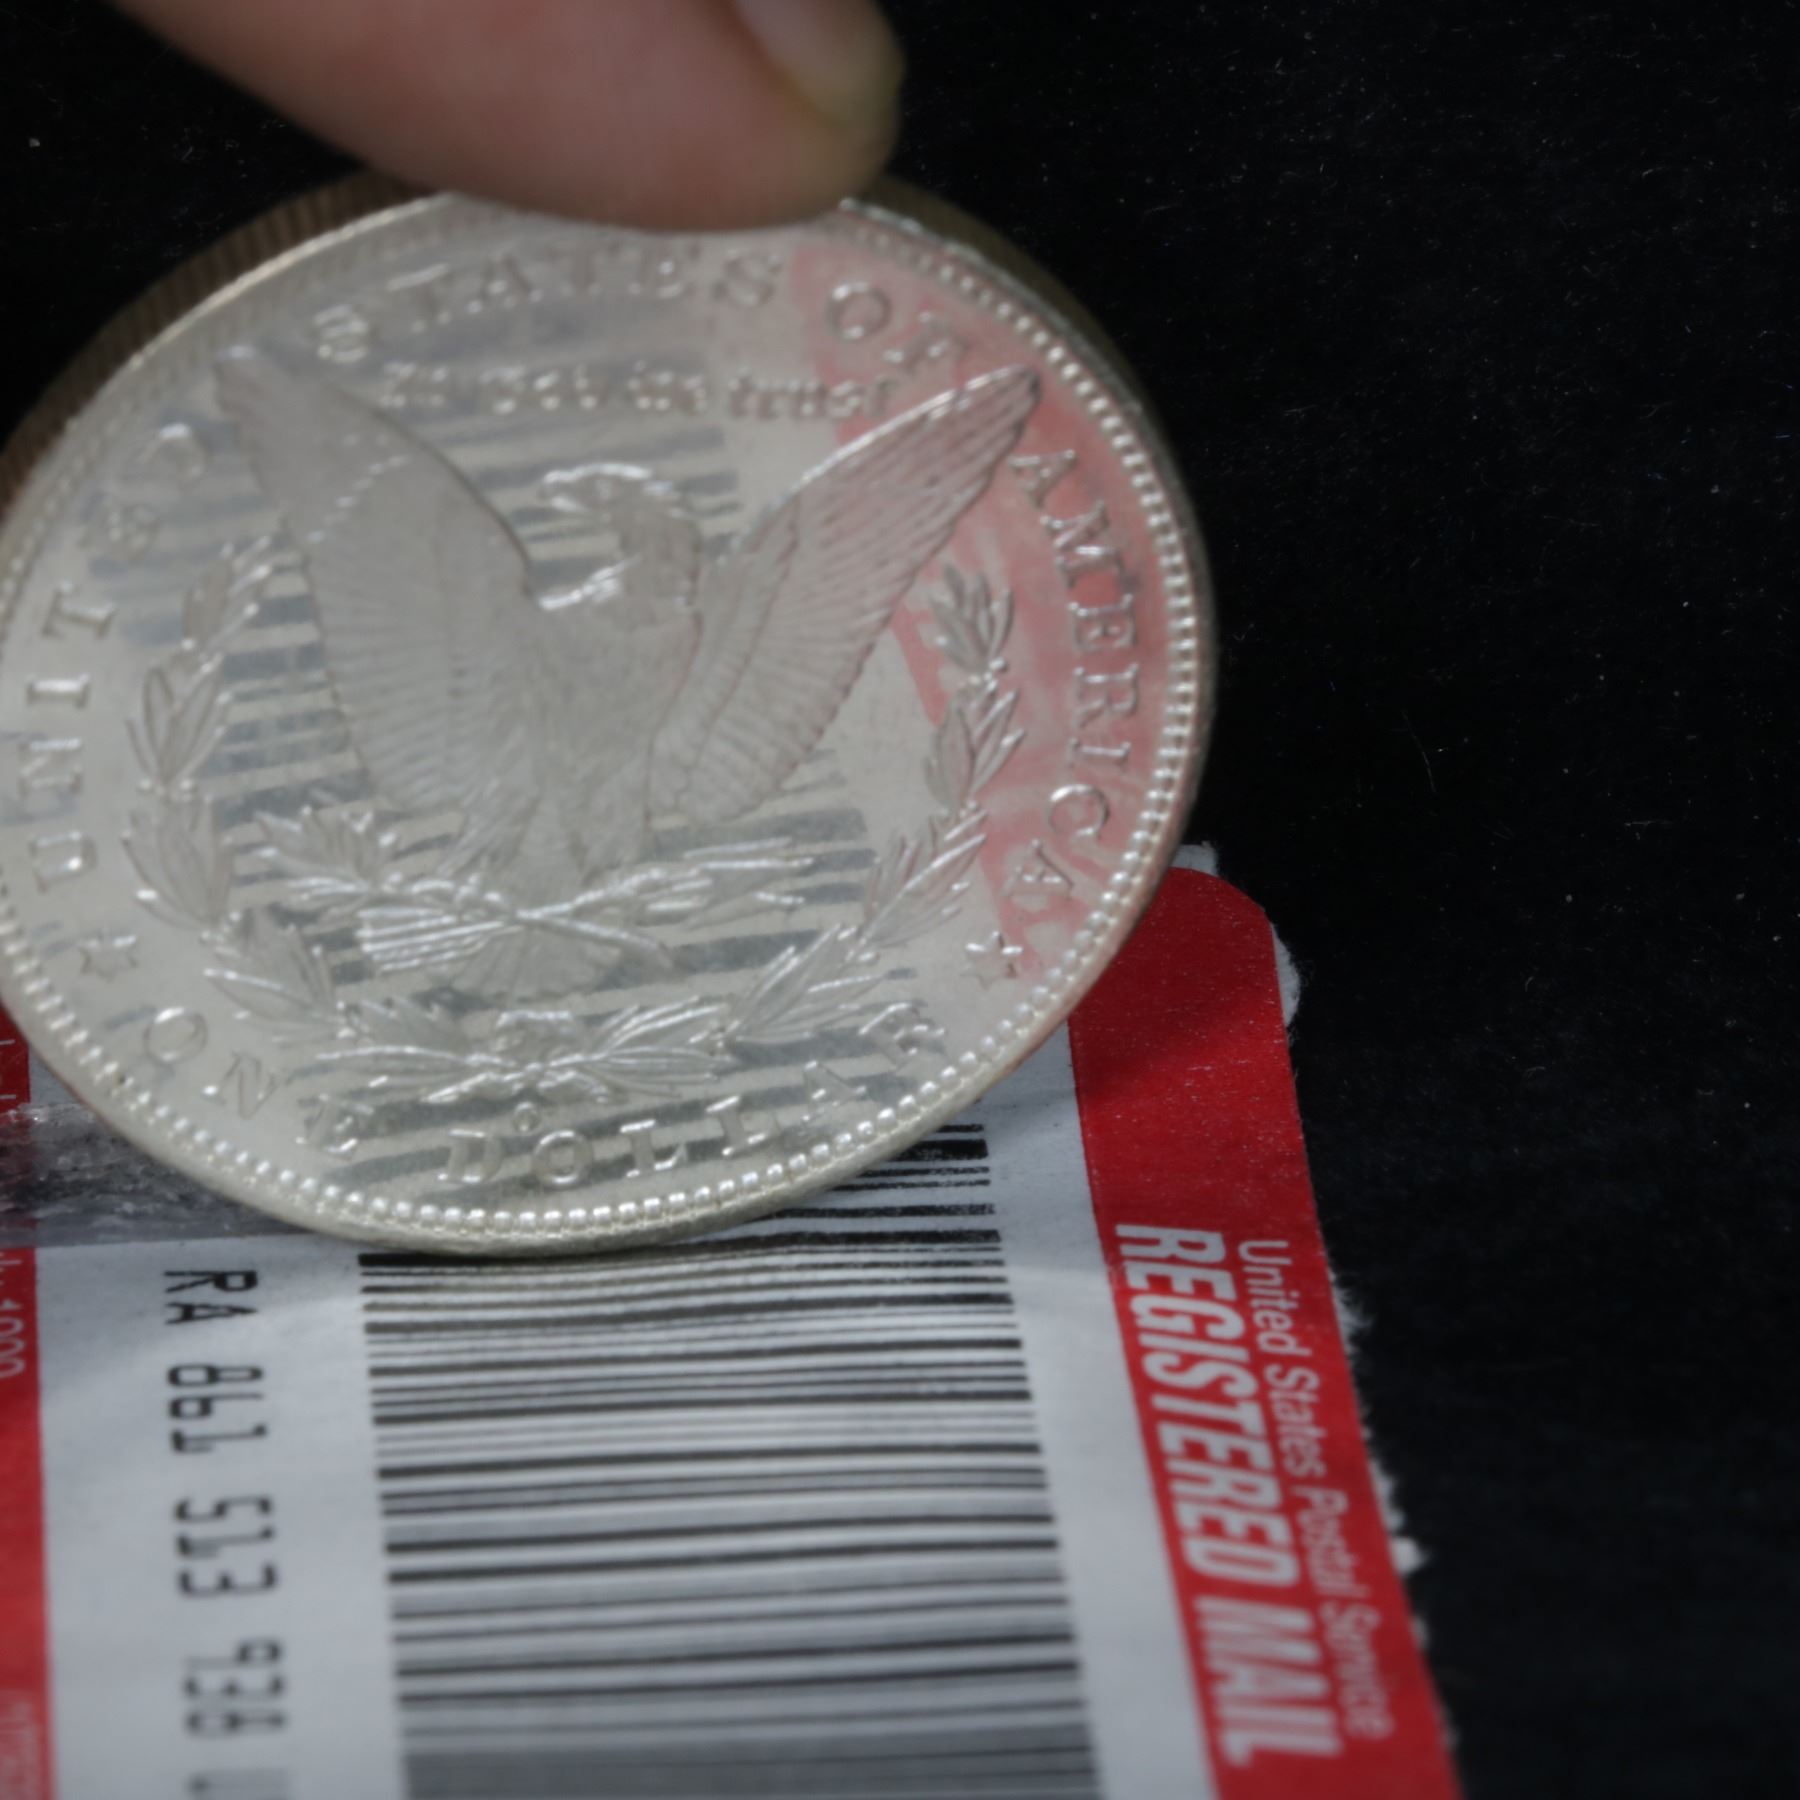 UNITED STATES OF AMERICA
In God we trust
ONE DOLLAR
United States Postal Service
REGISTERED MAIL
RA 861 513 936 U